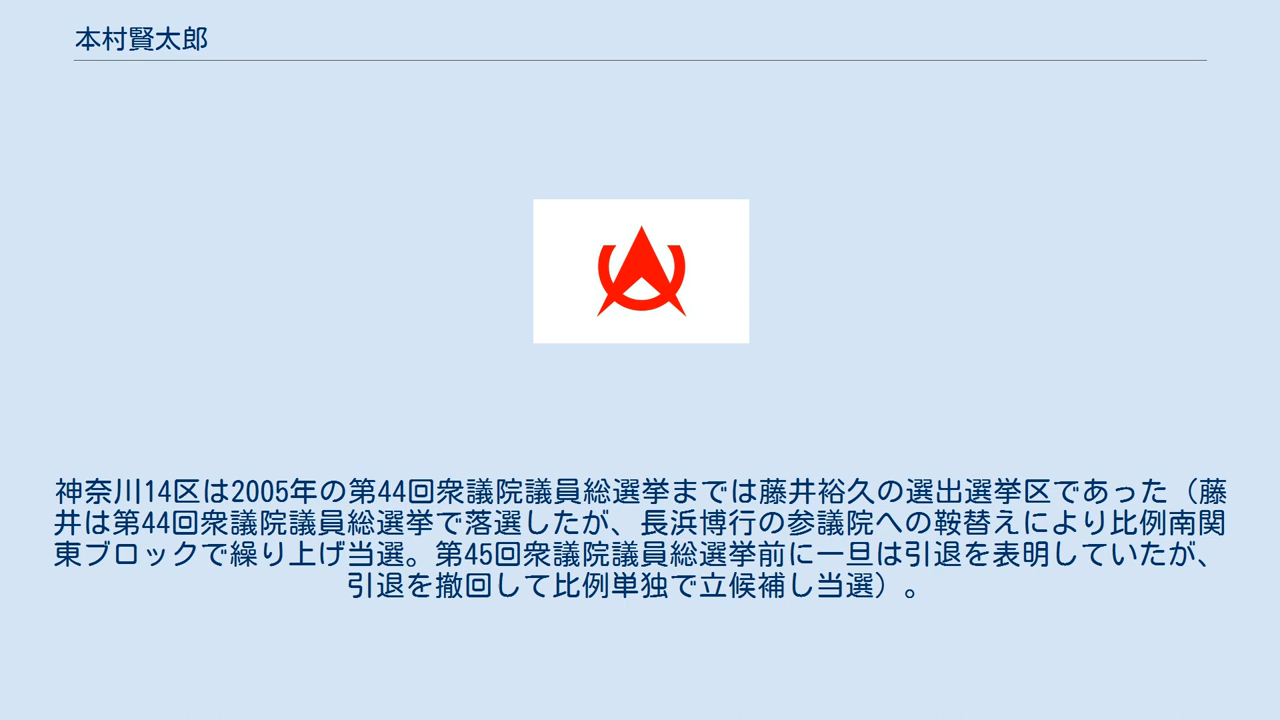 本村賢太郎
神奈川14区は2005年の第44回衆議院議員総選挙までは藤井裕久の選出選挙区であった（藤
井は第44回衆議院議員総選挙で落選したが、長浜博行の参議院への鞍替えにより比例南関
東ブロックで繰り上げ当選。第45回衆議院議員総選挙前に一旦は引退を表明していたが、
引退を撤回して比例単独で立候補し当選）。